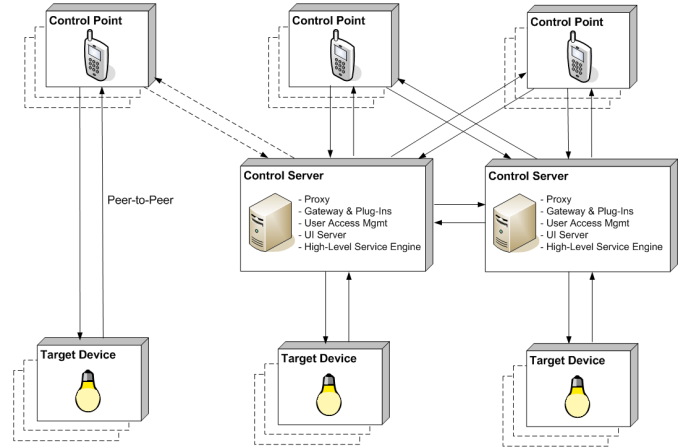 Control Point
Control Point
Control Point
Peer-to-Peer
Control Server
- Proxy
- Gateway & Plug-Ins
- User Access Mgmt
- UI Server
- High-Level Service Engine
Control Server
- Proxy
- Gateway & Plug-Ins
- User Access Mgmt
- UI Server
- High-Level Service Engine
Target Device
Target Device
Target Device